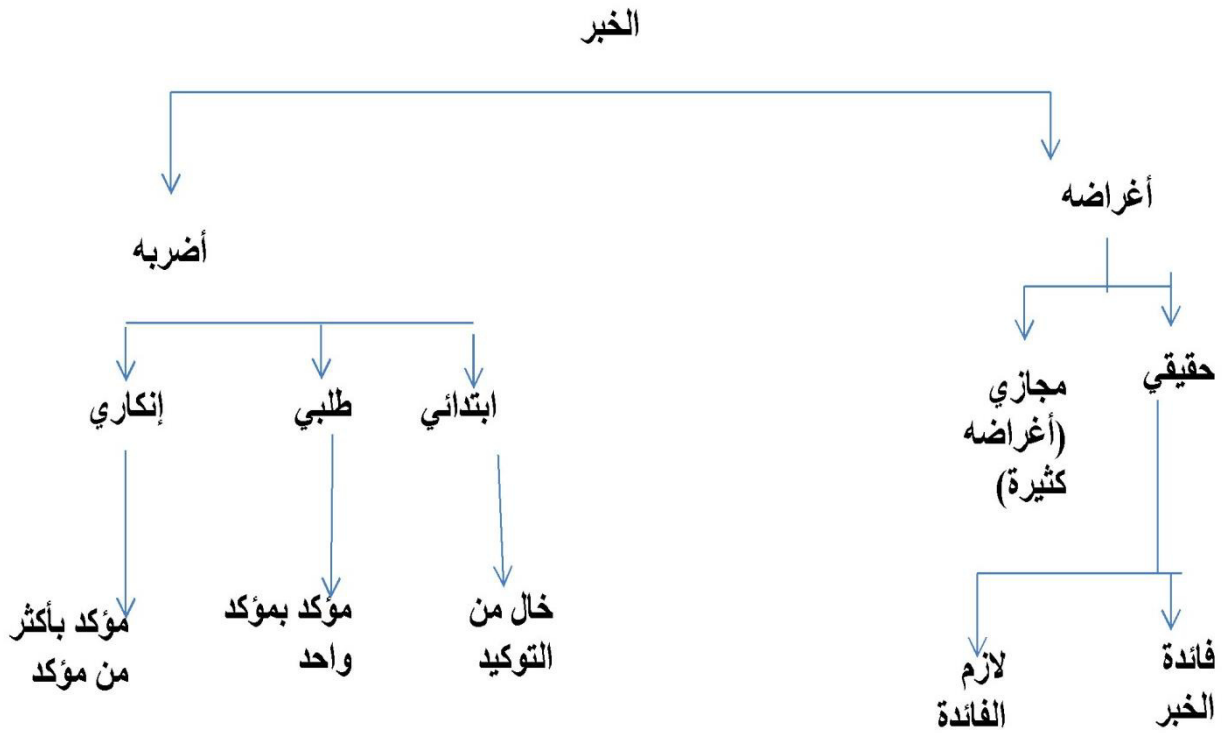 الخبر
أغراضه
أضربه
حقيقي
مجازي
(أغراضه
كثيرة)
ابتدائي
طلبي
إنكاري
فائدة
الخبر
لازم
الفائدة
خال من
التوكيد
مؤكد بمؤكد
واحد
مؤكد بأكثر
من مؤكد